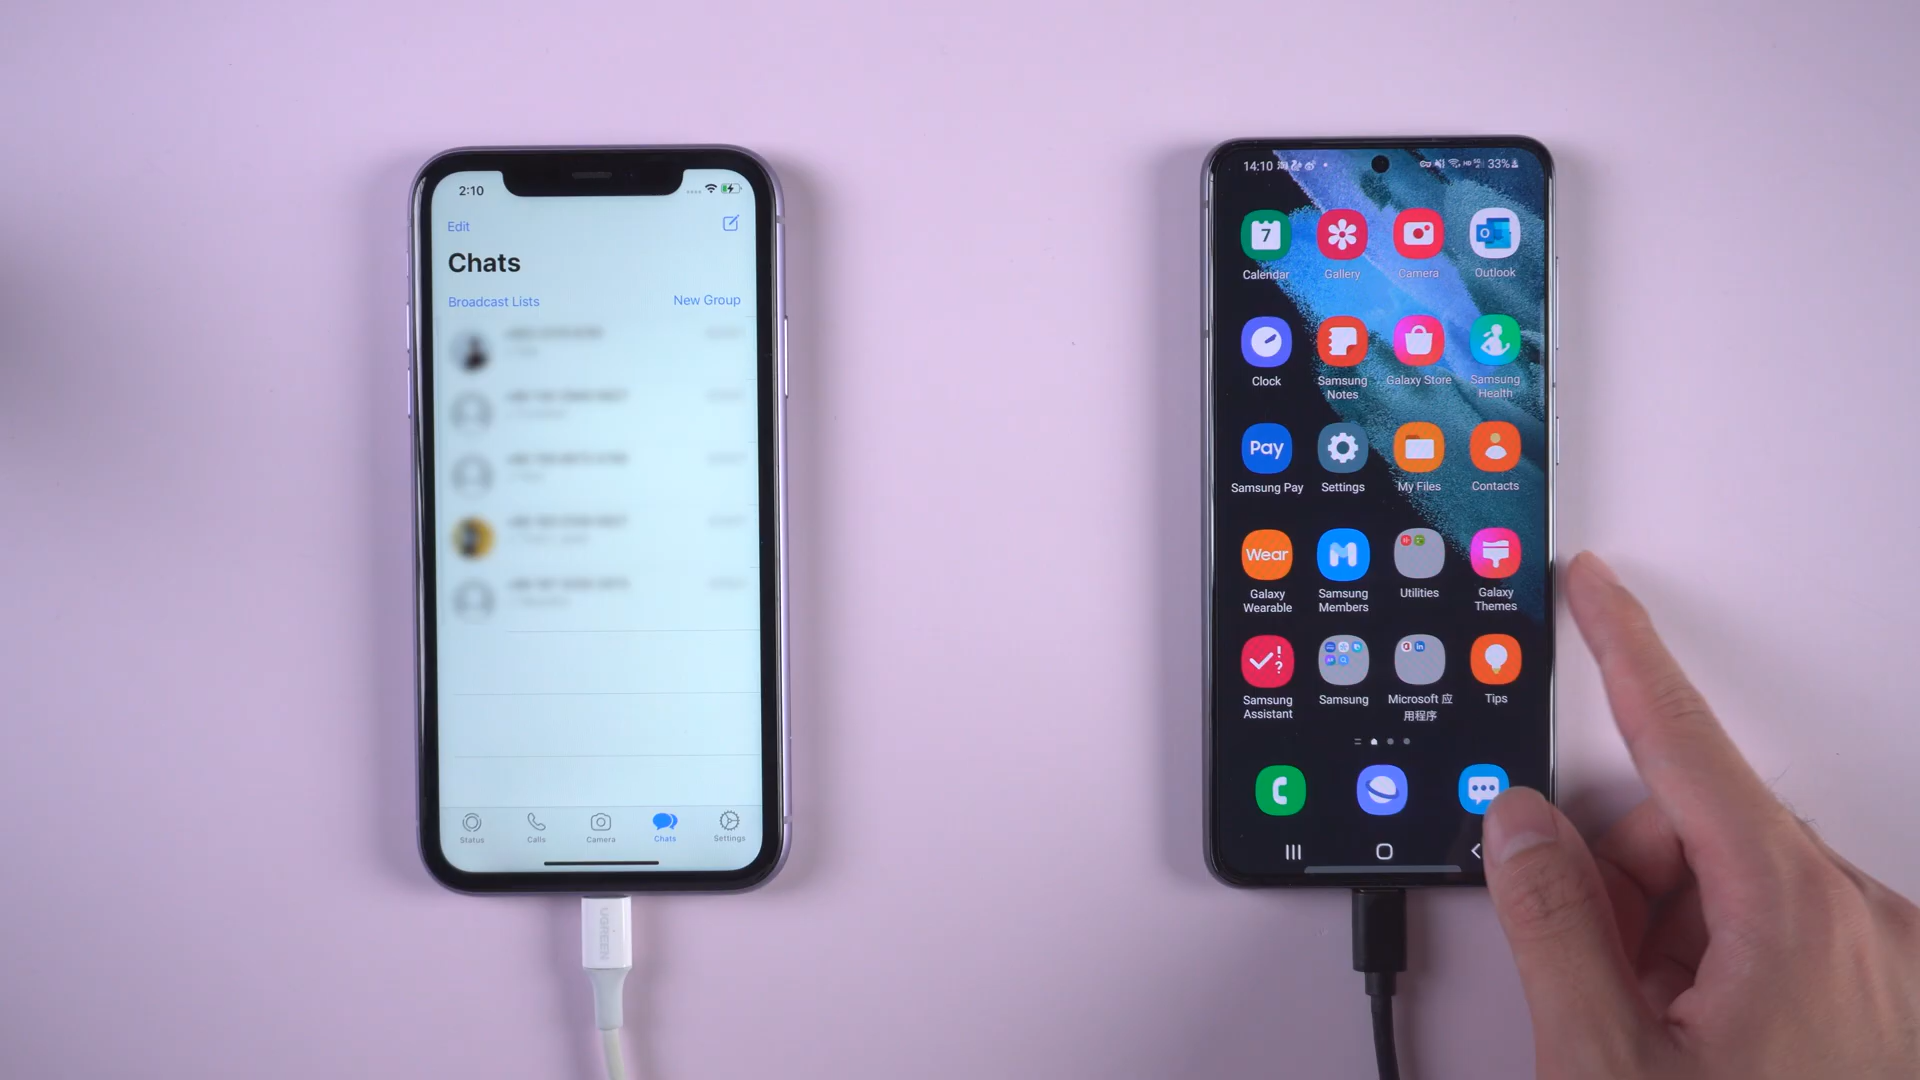 2:10
Edit
Chats
Broadcast Lists
New Group
Status
Calls
Camera
Chats
Settings
UGREEN
14:10
33%
7
Calendar
Gallery
Camera
Outlook
Clock
Samsung
Notes
Galaxy Store
Samsung
Health
Pay
Samsung Pay
Settings
My Files
Contacts
Wear
Galaxy
Wearable
Samsung
Members
Utilities
Galaxy
Themes
Samsung
Assistant
Samsung
Microsoft 应
用程序
Tips